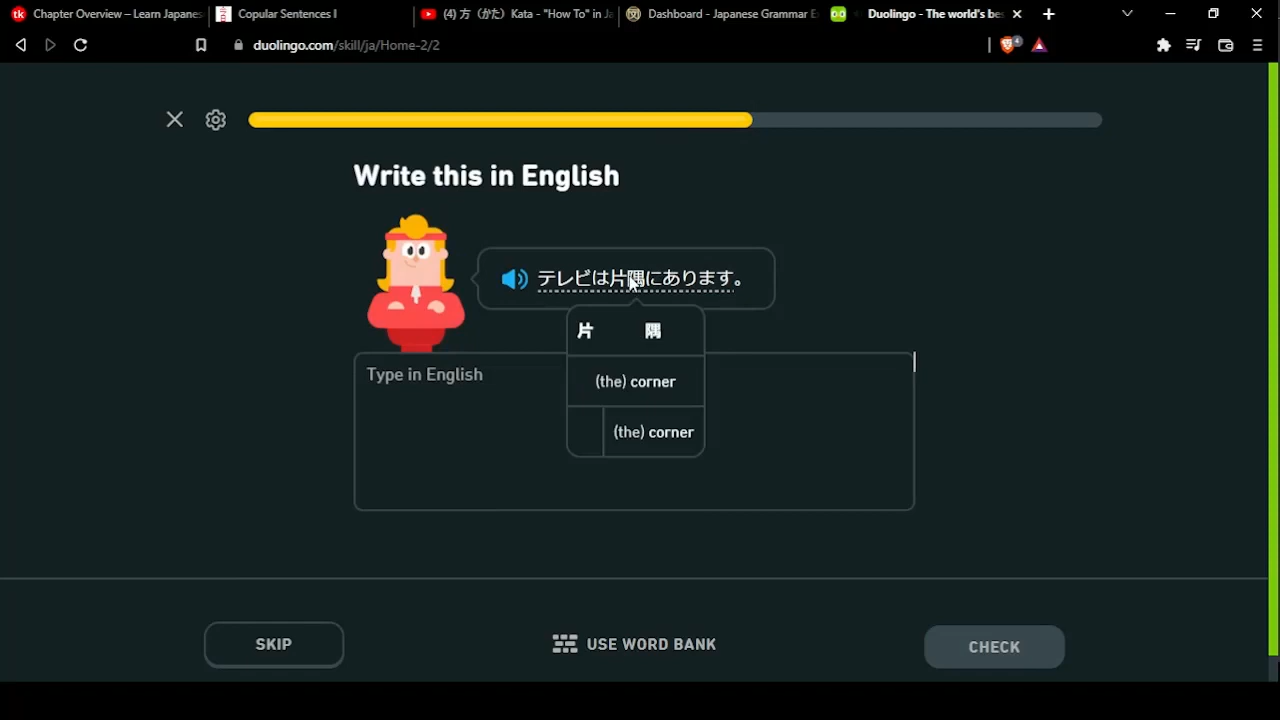 Chapter Overview – Learn Japanes
Copular Sentences I
(4) 方（かた）Kata - "How To" in Ja
Dashboard - Japanese Grammar E
Duolingo - The world's bes
duolingo.com/skill/ja/Home-2/2
4
Write this in English
テレビは片隅にあります。
片 隅
(the) corner
(the) corner
Type in English
SKIP
USE WORD BANK
CHECK